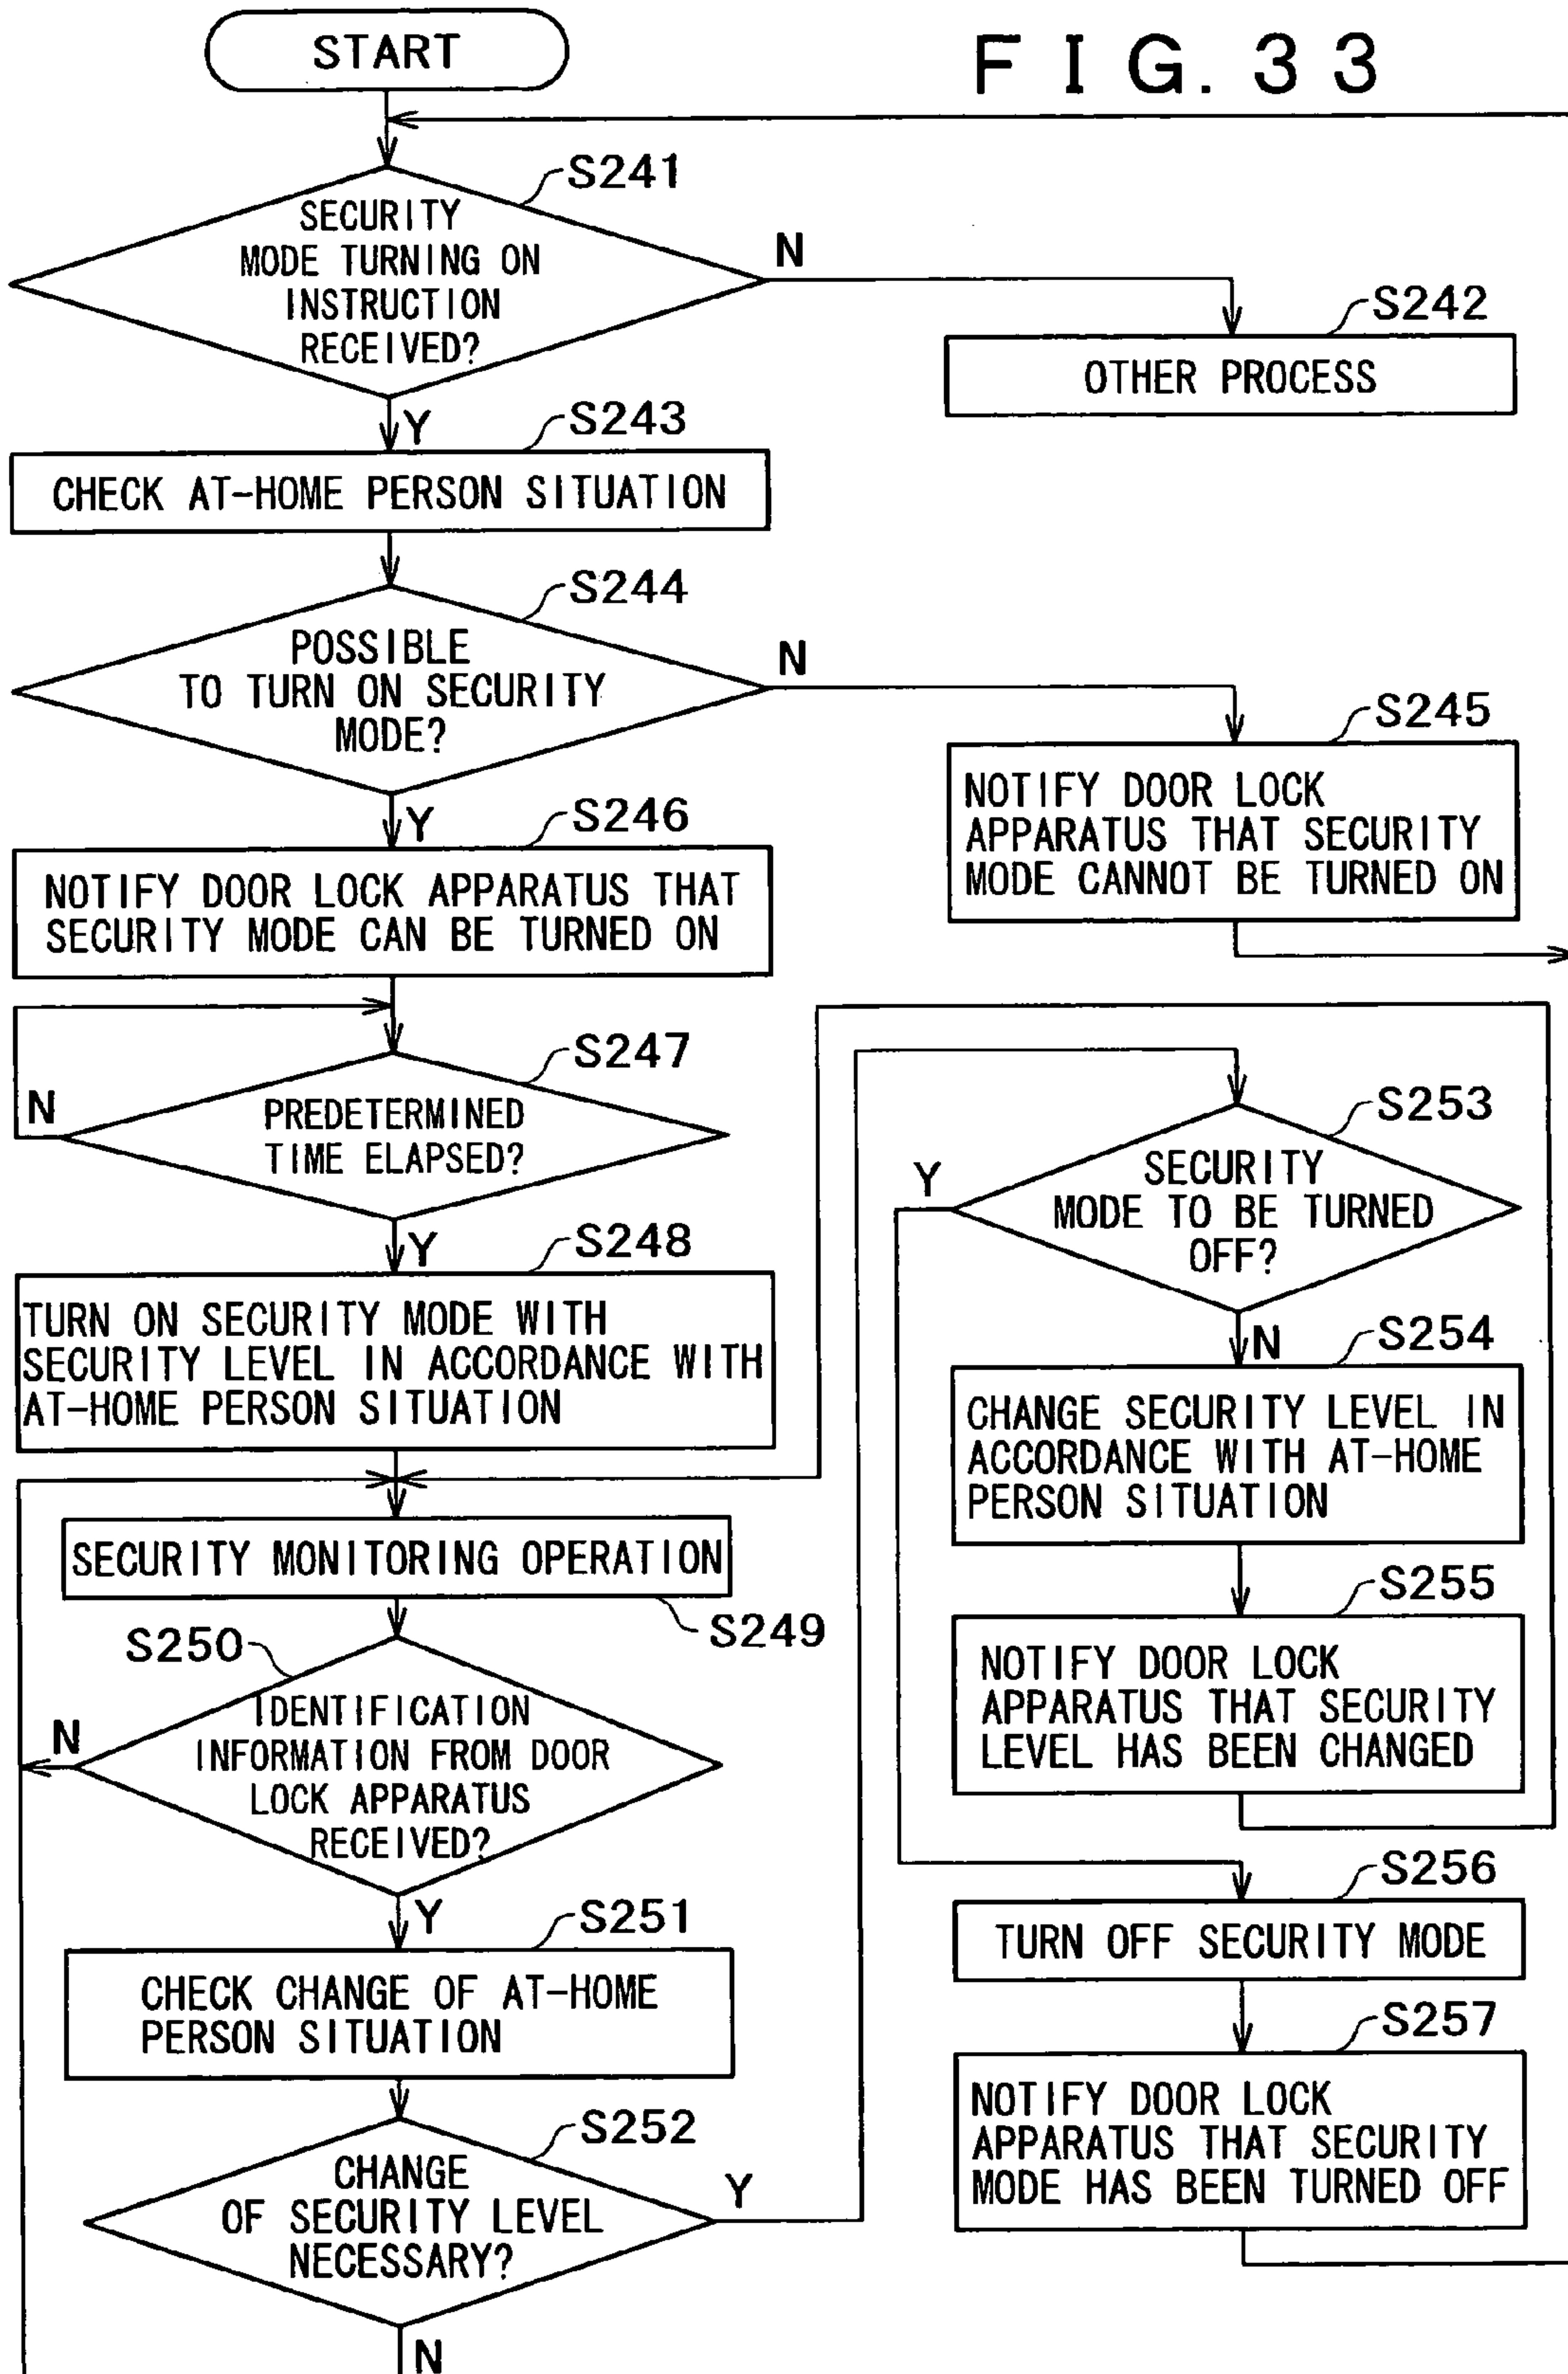 START
FIG. 33
S241
SECURITY
MODE TURNING ON
INSTRUCTION
RECEIVED?
N
S242
OTHER PROCESS
Y
S243
CHECK AT-HOME PERSON SITUATION
S244
POSSIBLE
TO TURN ON SECURITY
MODE?
N
S245
NOTIFY DOOR LOCK
APPARATUS THAT SECURITY
MODE CANNOT BE TURNED ON
Y
S246
NOTIFY DOOR LOCK APPARATUS THAT
SECURITY MODE CAN BE TURNED ON
S247
N
PREDETERMINED
TIME ELAPSED?
Y
S248
TURN ON SECURITY MODE WITH
SECURITY LEVEL IN ACCORDANCE WITH
AT-HOME PERSON SITUATION
SECURITY MONITORING OPERATION
S249
S250
N
IDENTIFICATION
INFORMATION FROM DOOR
LOCK APPARATUS
RECEIVED?
Y
S251
CHECK CHANGE OF AT-HOME
PERSON SITUATION
S252
CHANGE
OF SECURITY LEVEL
NECESSARY?
Y
N
S253
Y
SECURITY
MODE TO BE TURNED
OFF?
N
S254
CHANGE SECURITY LEVEL IN
ACCORDANCE WITH AT-HOME
PERSON SITUATION
S255
NOTIFY DOOR LOCK
APPARATUS THAT SECURITY
LEVEL HAS BEEN CHANGED
S256
TURN OFF SECURITY MODE
S257
NOTIFY DOOR LOCK
APPARATUS THAT SECURITY
MODE HAS BEEN TURNED OFF